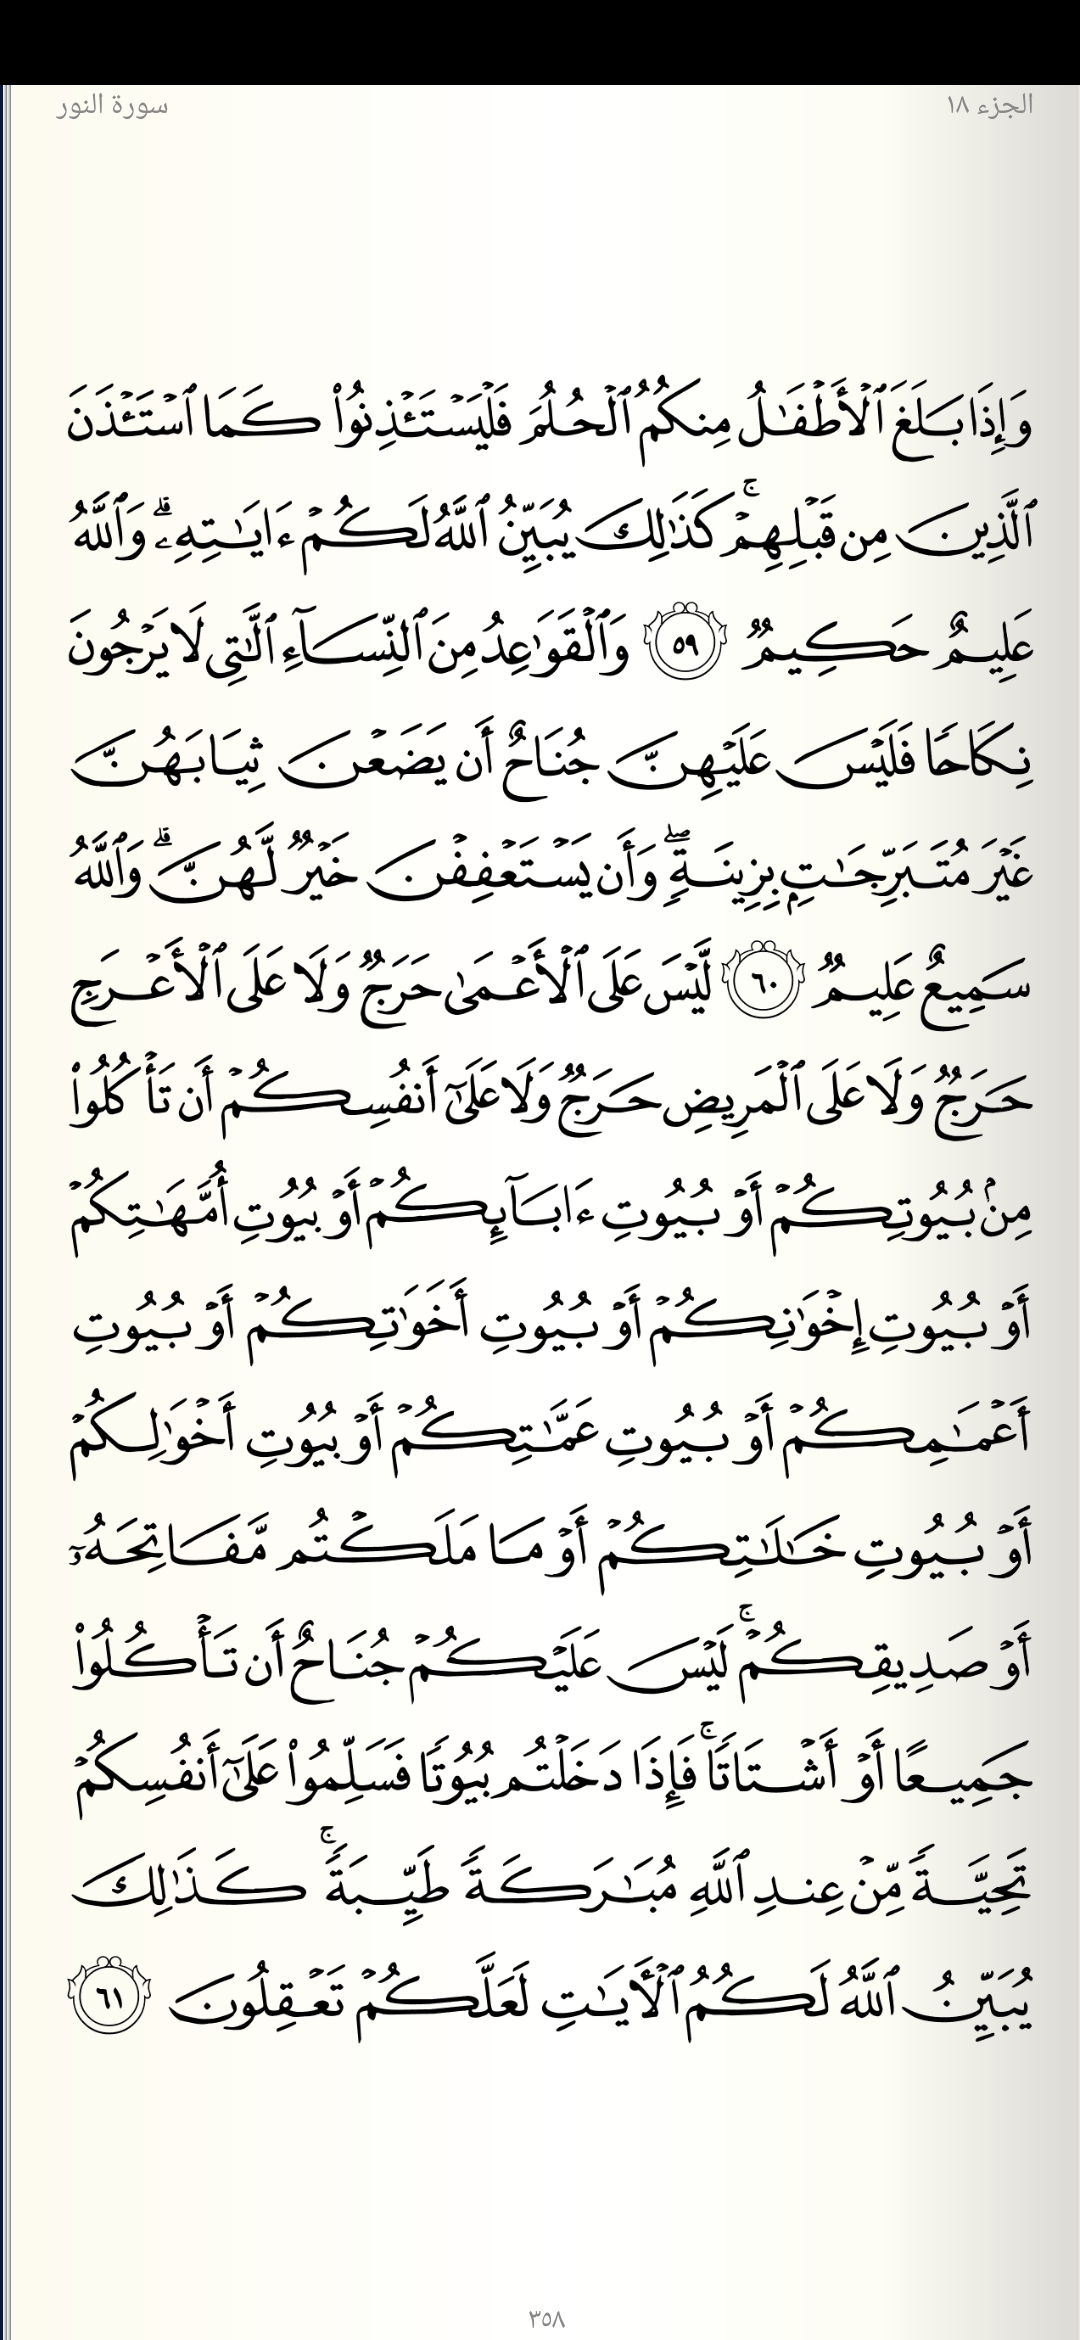 الجزء ١٨
سورة النور
وَإِذَا بَلَغَ ٱلْأَطْفَـٰلُ مِنكُمُ ٱلْحُلُمَ فَلْيَسْتَـْٔذِنُوا۟ كَمَا ٱسْتَـْٔذَنَ
ٱلَّذِينَ مِن قَبْلِهِمْ ۚ كَذَٰلِكَ يُبَيِّنُ ٱللَّهُ لَكُمْ ءَايَـٰتِهِۦ ۗ وَٱللَّهُ
عَلِيمٌ حَكِيمٌ ٥٩ وَٱلْقَوَٰعِدُ مِنَ ٱلنِّسَآءِ ٱلَّـٰتِى لَا يَرْجُونَ
نِكَاحًا فَلَيْسَ عَلَيْهِنَّ جُنَاحٌ أَن يَضَعْنَ ثِيَابَهُنَّ
غَيْرَ مُتَبَرِّجَـٰتٍۭ بِزِينَةٍ ۖ وَأَن يَسْتَعْفِفْنَ خَيْرٌ لَّهُنَّ ۗ وَٱللَّهُ
سَمِيعٌ عَلِيمٌ ٦٠ لَّيْسَ عَلَى ٱلْأَعْمَىٰ حَرَجٌ وَلَا عَلَى ٱلْأَعْرَجِ
حَرَجٌ وَلَا عَلَى ٱلْمَرِيضِ حَرَجٌ وَلَا عَلَىٰٓ أَنفُسِكُمْ أَن تَأْكُلُوا۟
مِنۢ بُيُوتِكُمْ أَوْ بُيُوتِ ءَابَآئِكُمْ أَوْ بُيُوتِ أُمَّهَـٰتِكُمْ
أَوْ بُيُوتِ إِخْوَٰنِكُمْ أَوْ بُيُوتِ أَخَوَٰتِكُمْ أَوْ بُيُوتِ
أَعْمَـٰمِكُمْ أَوْ بُيُوتِ عَمَّـٰتِكُمْ أَوْ بُيُوتِ أَخْوَٰلِكُمْ
أَوْ بُيُوتِ خَـٰلَـٰتِكُمْ أَوْ مَا مَلَكْتُم مَّفَاتِحَهُۥٓ
أَوْ صَدِيقِكُمْ ۚ لَيْسَ عَلَيْكُمْ جُنَاحٌ أَن تَأْكُلُوا۟
جَمِيعًا أَوْ أَشْتَاتًا ۚ فَإِذَا دَخَلْتُم بُيُوتًا فَسَلِّمُوا۟ عَلَىٰٓ أَنفُسِكُمْ
تَحِيَّةً مِّنْ عِندِ ٱللَّهِ مُبَـٰرَكَةً طَيِّبَةً ۚ كَذَٰلِكَ
يُبَيِّنُ ٱللَّهُ لَكُمُ ٱلْـَٔايَـٰتِ لَعَلَّكُمْ تَعْقِلُونَ ٦١
٣٥٨